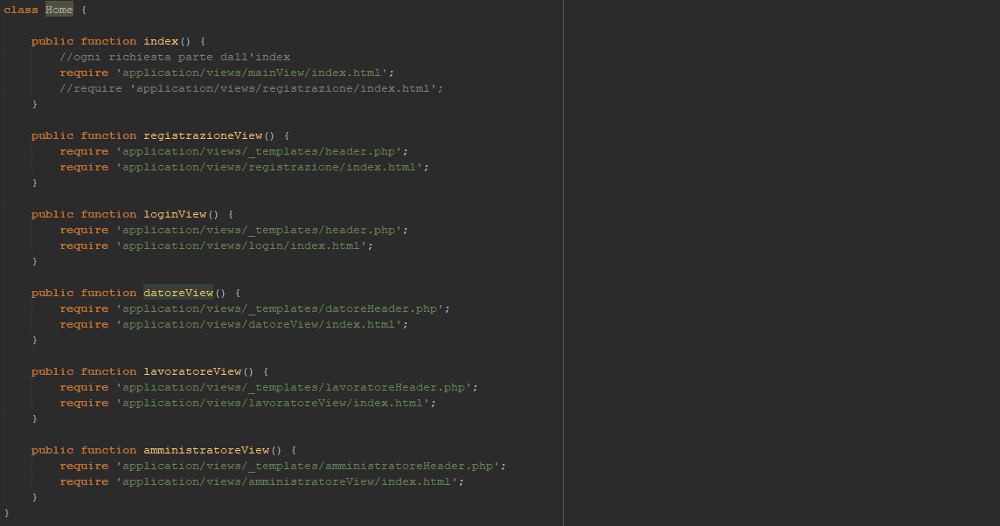 class Home {
public function index() {
//ogni richiesta parte dall'index
require 'application/views/mainView/index.html';
//require 'application/views/registrazione/index.html';
}
public function registrazioneView() {
require 'application/views/_templates/header.php';
require 'application/views/registrazione/index.html';
}
public function loginView() {
require 'application/views/_templates/header.php';
require 'application/views/login/index.html';
}
public function datoreView() {
require 'application/views/_templates/datoreHeader.php';
require 'application/views/datoreView/index.html';
}
public function lavoratoreView() {
require 'application/views/_templates/lavoratoreHeader.php';
require 'application/views/lavoratoreView/index.html';
}
public function amministratoreView() {
require 'application/views/_templates/amministratoreHeader.php';
require 'application/views/amministratoreView/index.html';
}
}